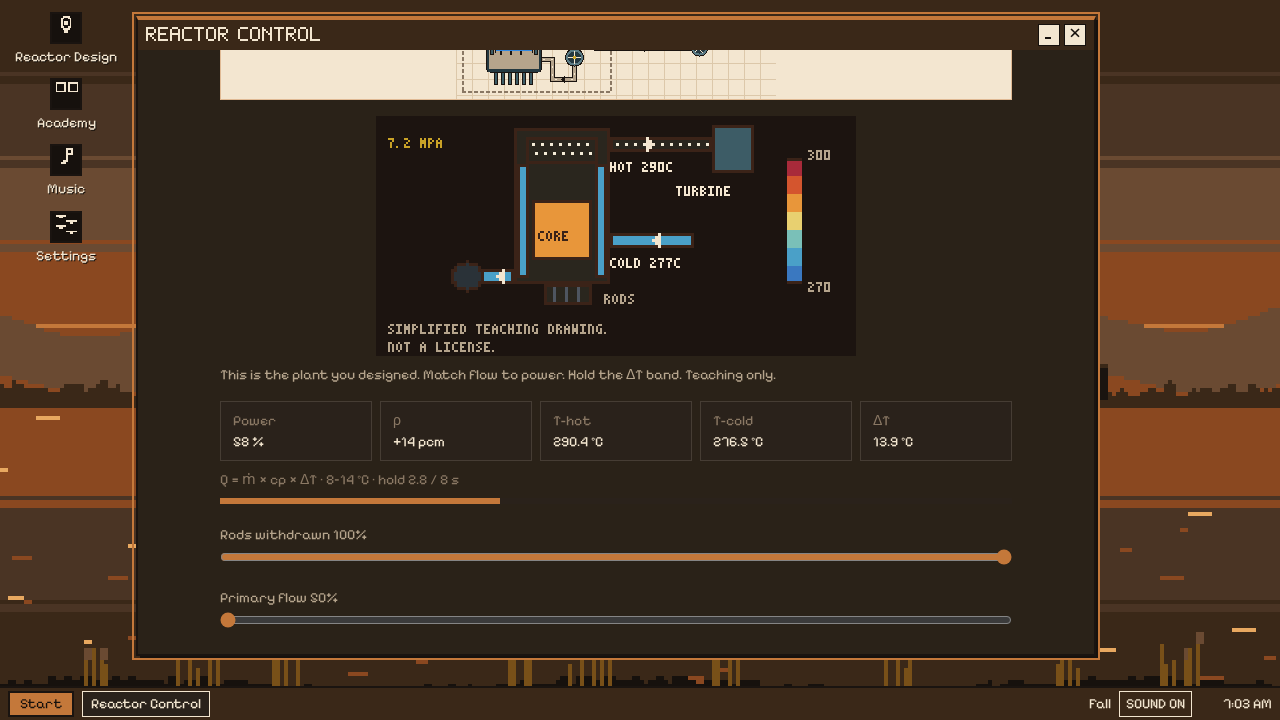 Reactor Design
Academy
Music
Settings
REACTOR CONTROL
7.2 MPA
HOT 290C
TURBINE
CORE
COLD 277C
RODS
300
270
SIMPLIFIED TEACHING DRAWING.
NOT A LICENSE.
This is the plant you designed. Match flow to power. Hold the ΔT band. Teaching only.
Power
28 %
ρ
+14 pcm
T-hot
290.4 °C
T-cold
276.5 °C
ΔT
13.9 °C
Q = ṁ × cp × ΔT · 8–14 °C · hold 2.8 / 8 s
Rods withdrawn 100%
Primary flow 20%
Start
Reactor Control
Fall
SOUND ON
7:03 AM